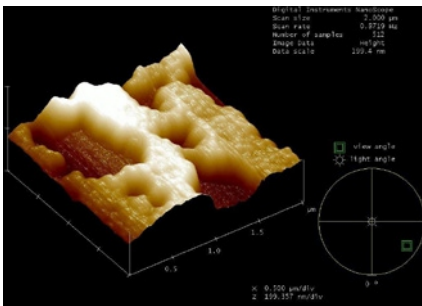 Digital Instruments NanoScope
Scan size 2.000 µm
Scan rate 0.8719 Hz
Number of samples 512
Image Data Height
Data scale 199.4 nm
view angle
light angle
µm
1.5
1.0
0.5
0 °
X 0.500 µm/div
Z 199.357 nm/div